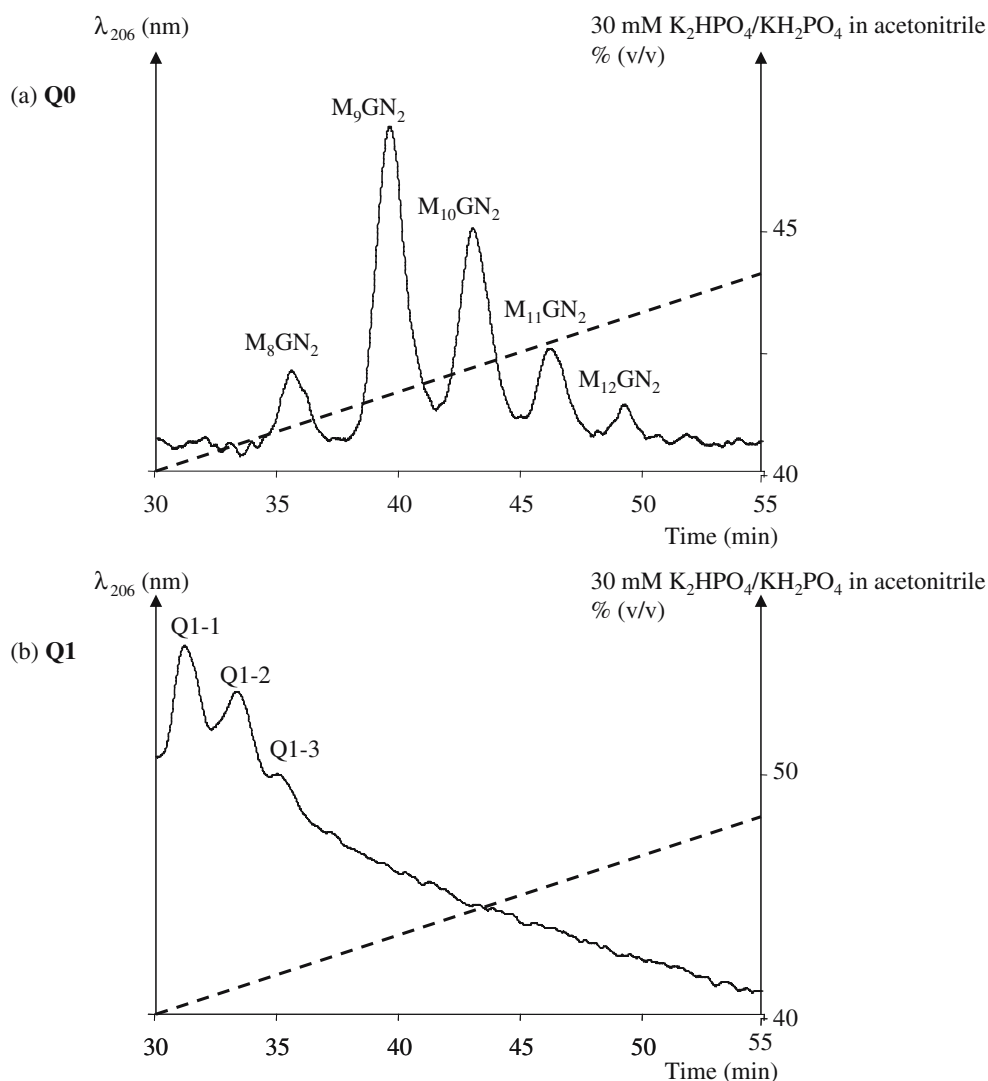 λ₂₀₆ (nm)
30 mM K₂HPO₄/KH₂PO₄ in acetonitrile
% (v/v)
(a) Q0
M₉GN₂
M₁₀GN₂
45
M₁₁GN₂
M₈GN₂
M₁₂GN₂
40
30 35 40 45 50 55
Time (min)
λ₂₀₆ (nm)
30 mM K₂HPO₄/KH₂PO₄ in acetonitrile
% (v/v)
(b) Q1
Q1-1
Q1-2
Q1-3
50
40
30 35 40 45 50 55
Time (min)